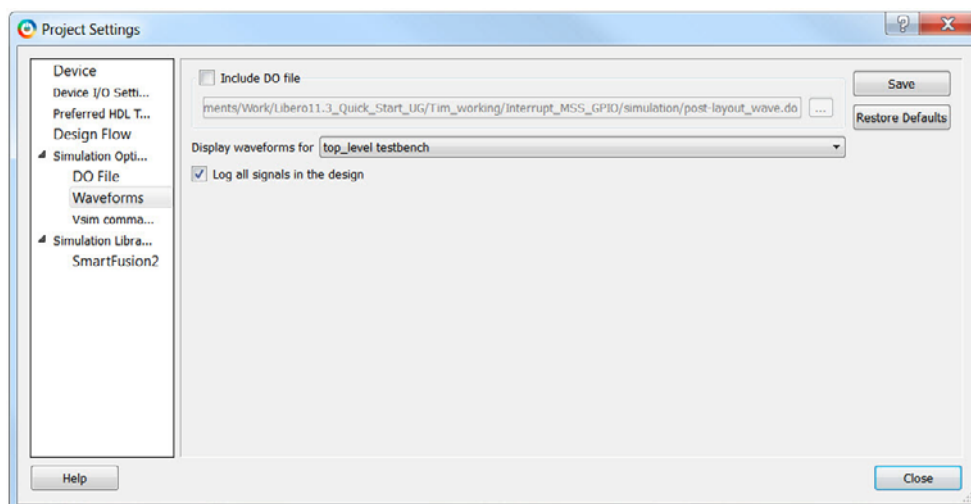 Project Settings
Device
Device I/O Setti...
Preferred HDL T...
Design Flow
Simulation Opti...
DO File
Waveforms
Vsim comma...
Simulation Libra...
SmartFusion2
Include DO file
ments/Work/Libero11.3_Quick_Start_UG/Tim_working/Interrupt_MSS_GPIO/simulation/post-layout_wave.do
...
Display waveforms for top_level testbench
Log all signals in the design
Save
Restore Defaults
Help
Close